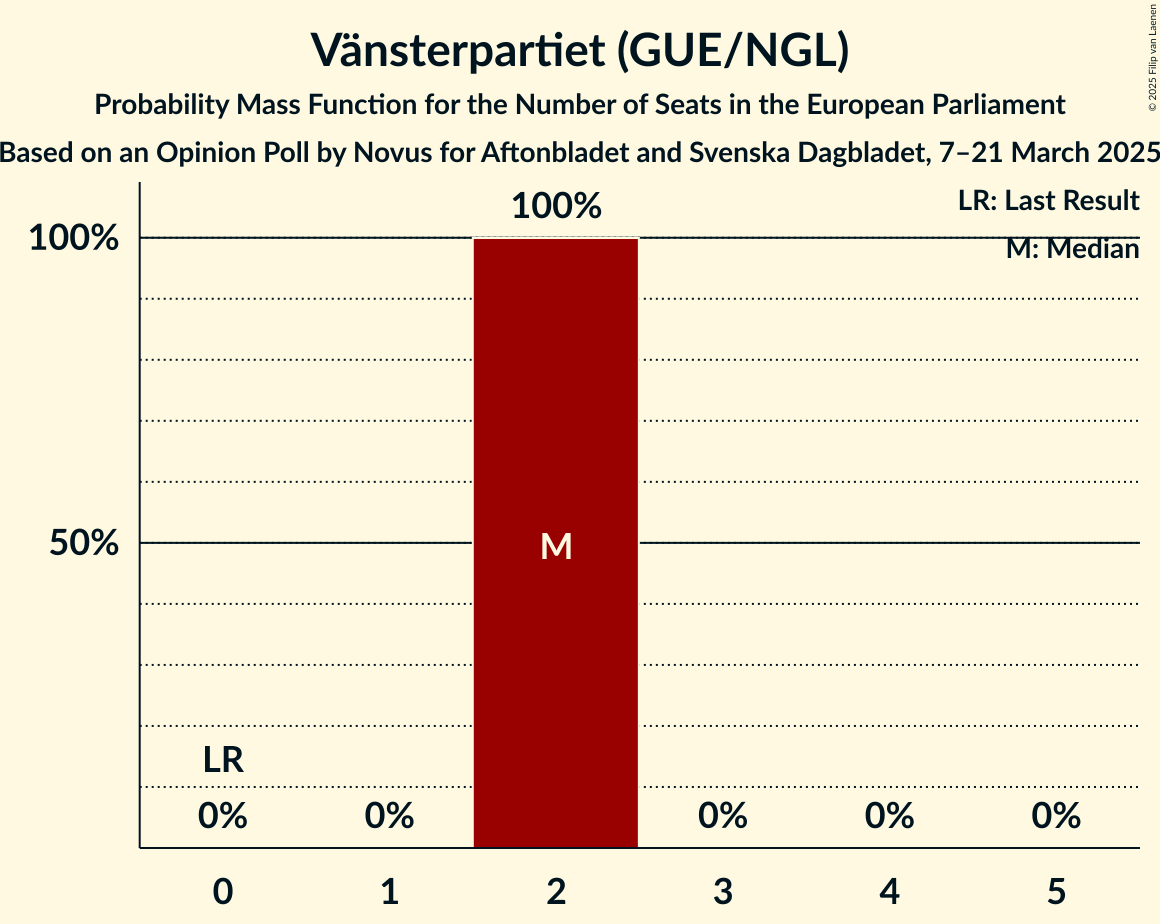 Vänsterpartiet (GUE/NGL)
Probability Mass Function for the Number of Seats in the European Parliament
Based on an Opinion Poll by Novus for Aftonbladet and Svenska Dagbladet, 7–21 March 2025
© 2025 Filip van Laenen
LR: Last Result
M: Median
100%
100%
50%
M
LR
0% 0% 0% 0% 0%
0 1 2 3 4 5